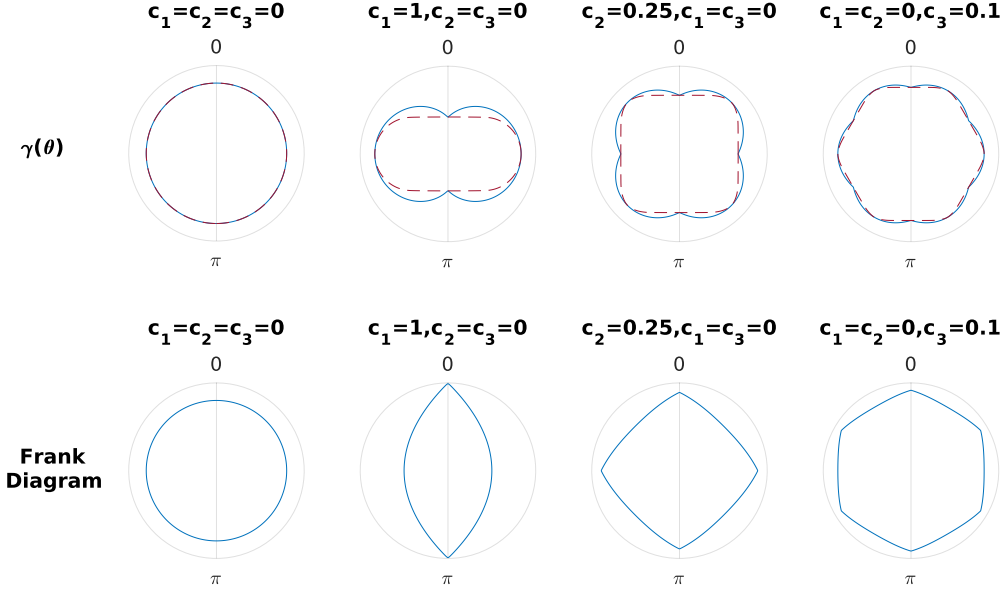 c₁=c₂=c₃=0 c₁=1,c₂=c₃=0 c₂=0.25,c₁=c₃=0 c₁=c₂=0,c₃=0.1
0 0 0 0
γ(θ)
π π π π
c₁=c₂=c₃=0 c₁=1,c₂=c₃=0 c₂=0.25,c₁=c₃=0 c₁=c₂=0,c₃=0.1
0 0 0 0
Frank
Diagram
π π π π